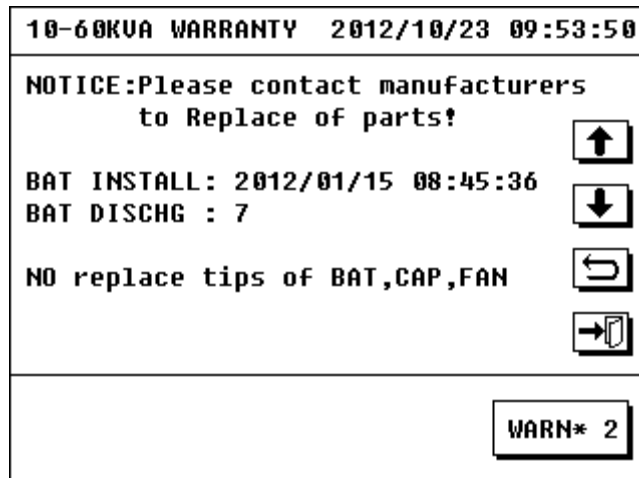 10-60KVA WARRANTY 2012/10/23 09:53:50
NOTICE:Please contact manufacturers
to Replace of parts!
BAT INSTALL: 2012/01/15 08:45:36
BAT DISCHG : 7
NO replace tips of BAT,CAP,FAN
WARN* 2